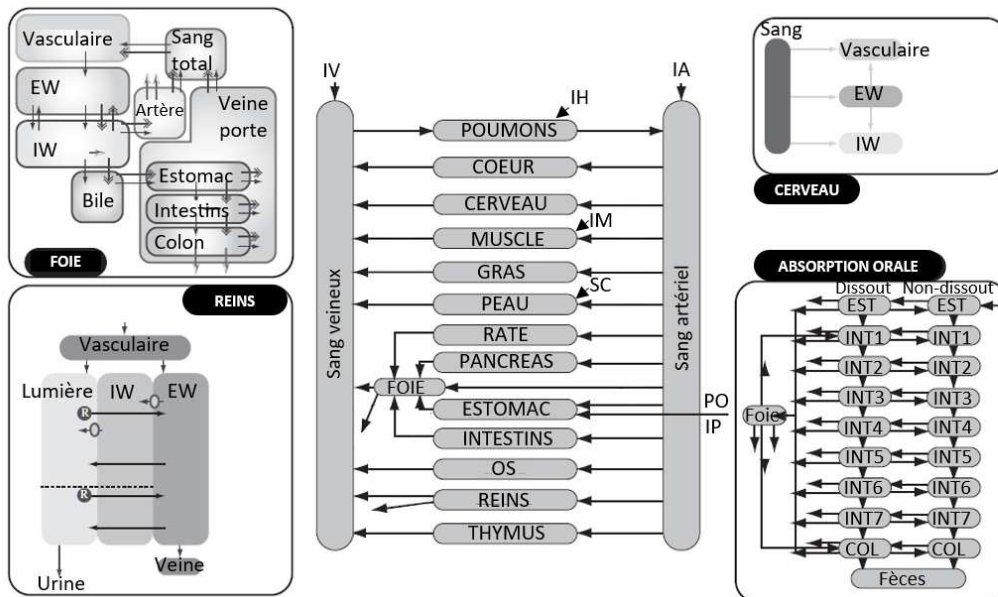 Vasculaire
Sang
total
EW
Artère
Veine
porte
IW
Bile
Estomac
Intestins
Colon
FOIE
REINS
Vasculaire
Lumière
IW
EW
R
R
Urine
Veine
IV
IA
IH
POUMONS
COEUR
CERVEAU
IM
MUSCLE
GRAS
SC
PEAU
RATE
PANCREAS
FOIE
ESTOMAC
INTESTINS
OS
REINS
THYMUS
Sang veineux
Sang artériel
PO
IP
Sang
Vasculaire
EW
IW
CERVEAU
ABSORPTION ORALE
Dissout
Non-dissout
EST
EST
INT1
INT1
INT2
INT2
INT3
INT3
Foie
INT4
INT4
INT5
INT5
INT6
INT6
INT7
INT7
COL
COL
Fèces